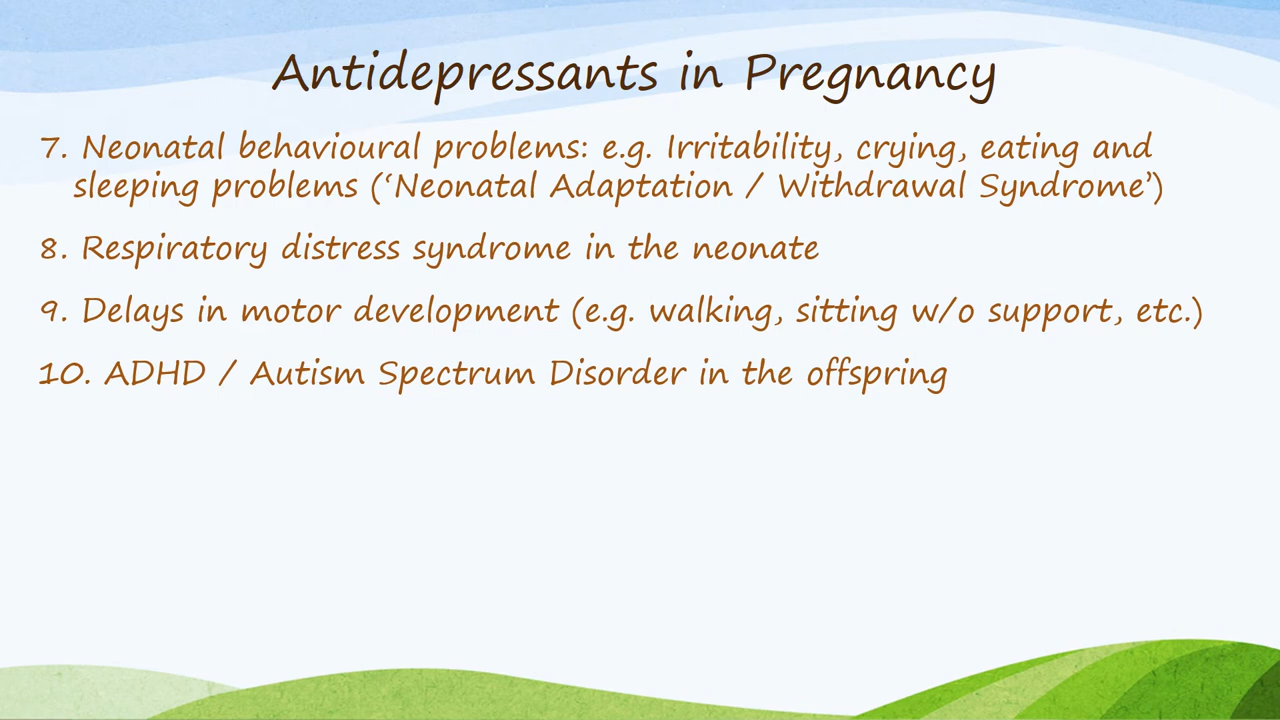 Antidepressants in Pregnancy
7. Neonatal behavioural problems: e.g. Irritability, crying, eating and
sleeping problems (‘Neonatal Adaptation / Withdrawal Syndrome’)
8. Respiratory distress syndrome in the neonate
9. Delays in motor development (e.g. walking, sitting w/o support, etc.)
10. ADHD / Autism Spectrum Disorder in the offspring